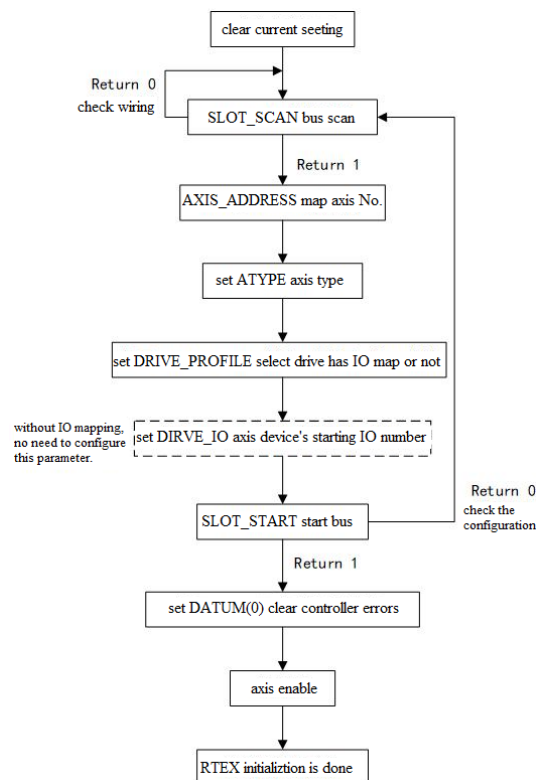 clear current seeting
Return 0
check wiring
SLOT_SCAN bus scan
Return 1
AXIS_ADDRESS map axis No.
set ATYPE axis type
set DRIVE_PROFILE select drive has IO map or not
without IO mapping,
no need to configure
this parameter.
set DIRVE_IO axis device's starting IO number
Return 0
check the
configuration
SLOT_START start bus
Return 1
set DATUM(0) clear controller errors
axis enable
RTEX initializtion is done